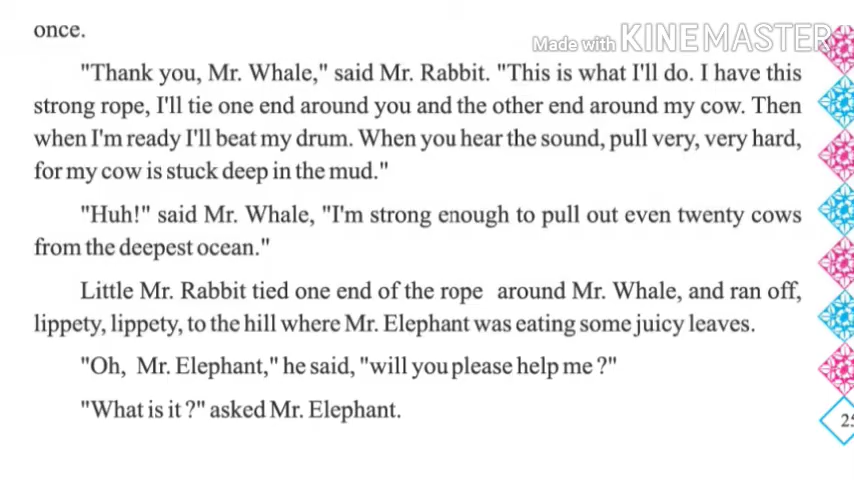 once.
Made with KINEMASTER
"Thank you, Mr. Whale," said Mr. Rabbit. "This is what I'll do. I have this
strong rope, I'll tie one end around you and the other end around my cow. Then
when I'm ready I'll beat my drum. When you hear the sound, pull very, very hard,
for my cow is stuck deep in the mud."
"Huh!" said Mr. Whale, "I'm strong enough to pull out even twenty cows
from the deepest ocean."
Little Mr. Rabbit tied one end of the rope around Mr. Whale, and ran off,
lippety, lippety, to the hill where Mr. Elephant was eating some juicy leaves.
"Oh, Mr. Elephant," he said, "will you please help me ?"
"What is it ?" asked Mr. Elephant.